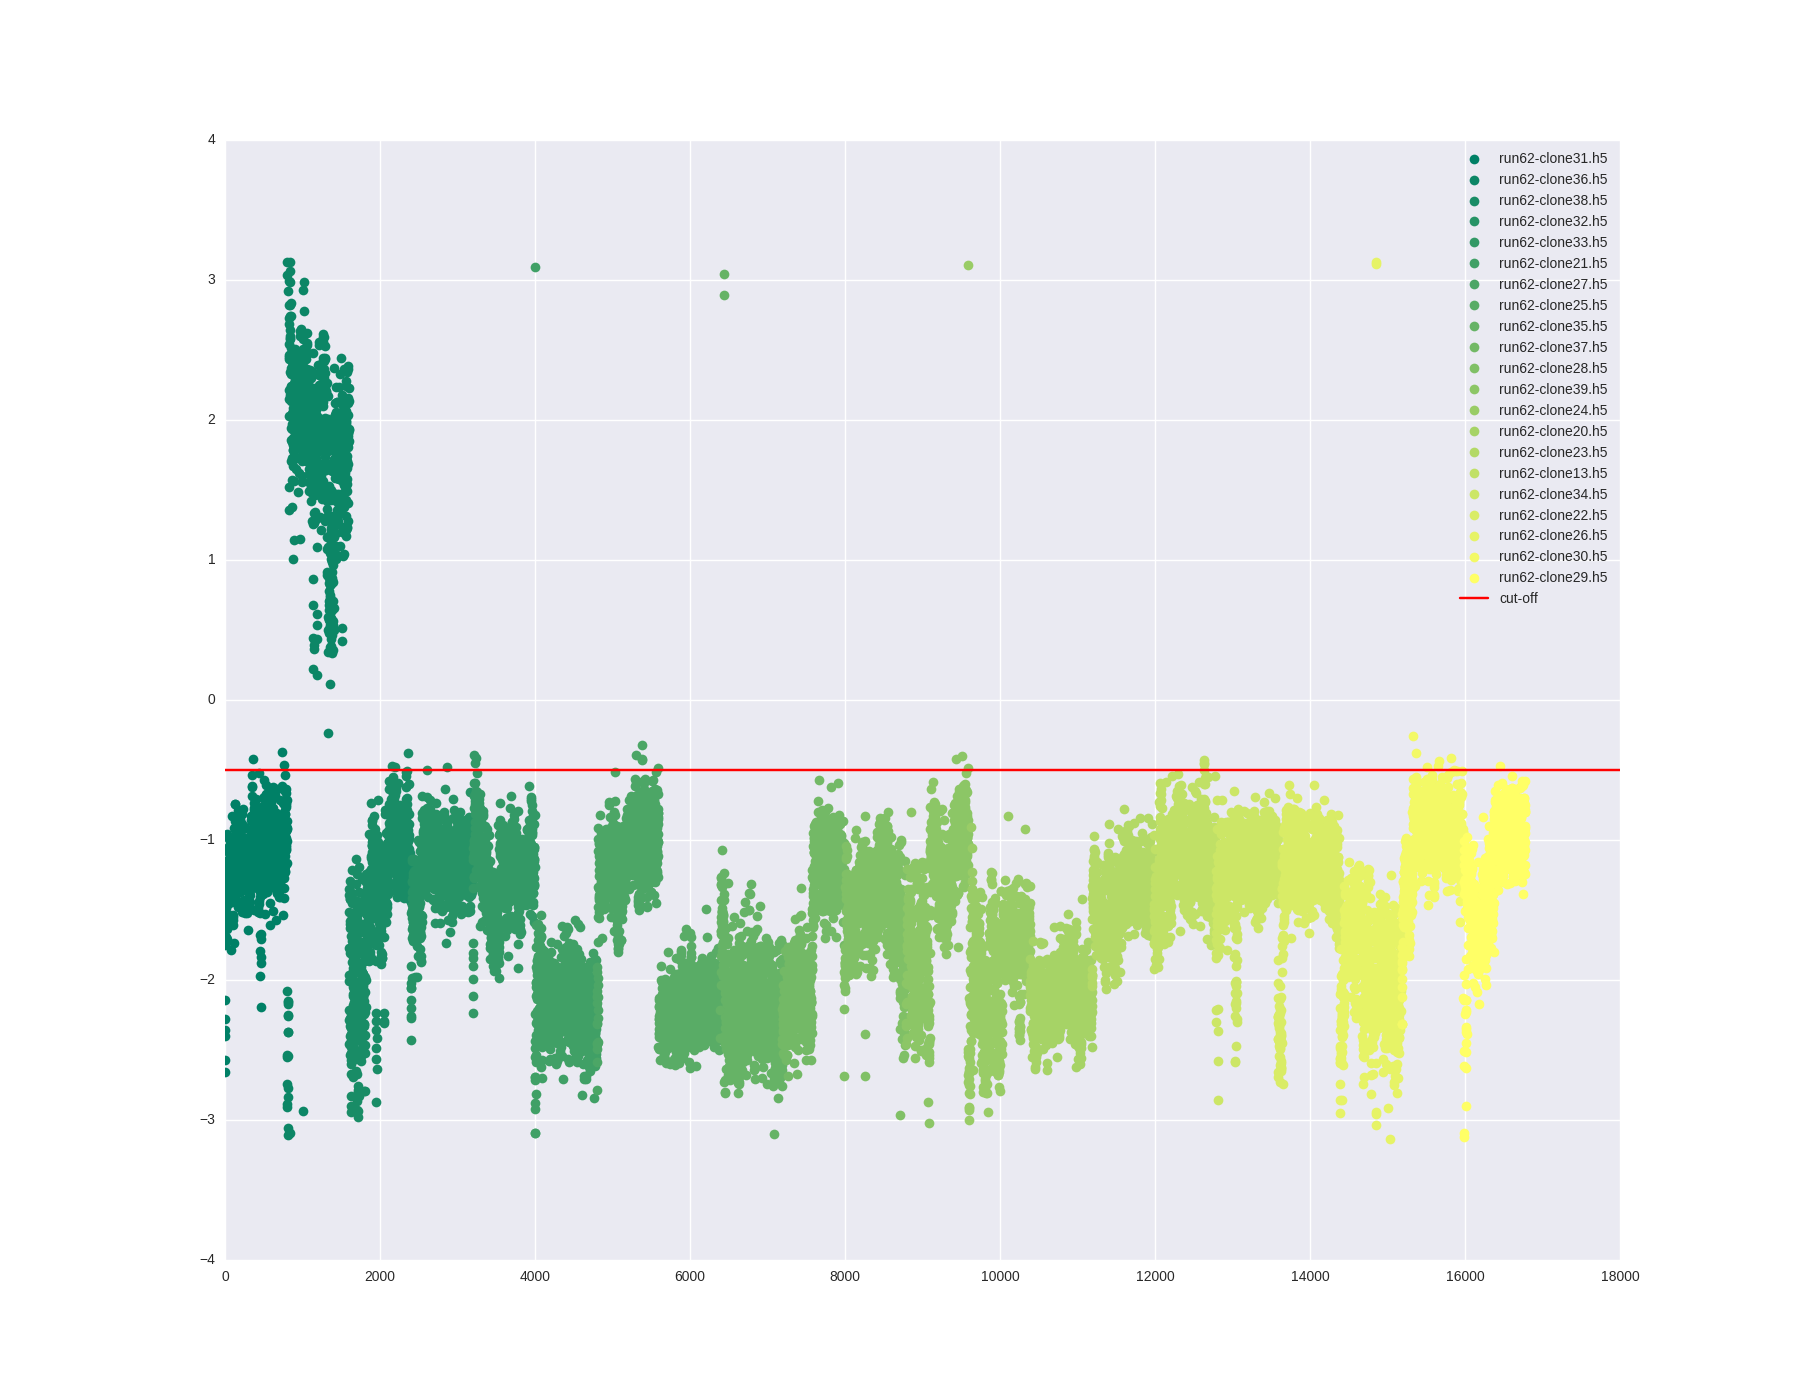 4
3
2
1
0
−1
−2
−3
−4
0
2000
4000
6000
8000
10000
12000
14000
16000
18000
run62-clone31.h5
run62-clone36.h5
run62-clone38.h5
run62-clone32.h5
run62-clone33.h5
run62-clone21.h5
run62-clone27.h5
run62-clone25.h5
run62-clone35.h5
run62-clone37.h5
run62-clone28.h5
run62-clone39.h5
run62-clone24.h5
run62-clone20.h5
run62-clone23.h5
run62-clone13.h5
run62-clone34.h5
run62-clone22.h5
run62-clone26.h5
run62-clone30.h5
run62-clone29.h5
cut-off